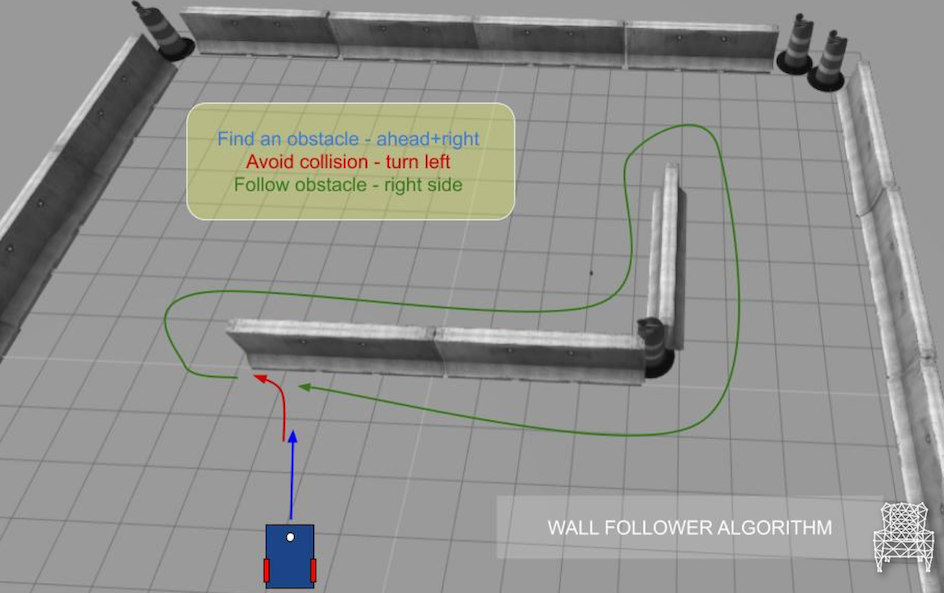 Find an obstacle - ahead+right
Avoid collision - turn left
Follow obstacle - right side
WALL FOLLOWER ALGORITHM